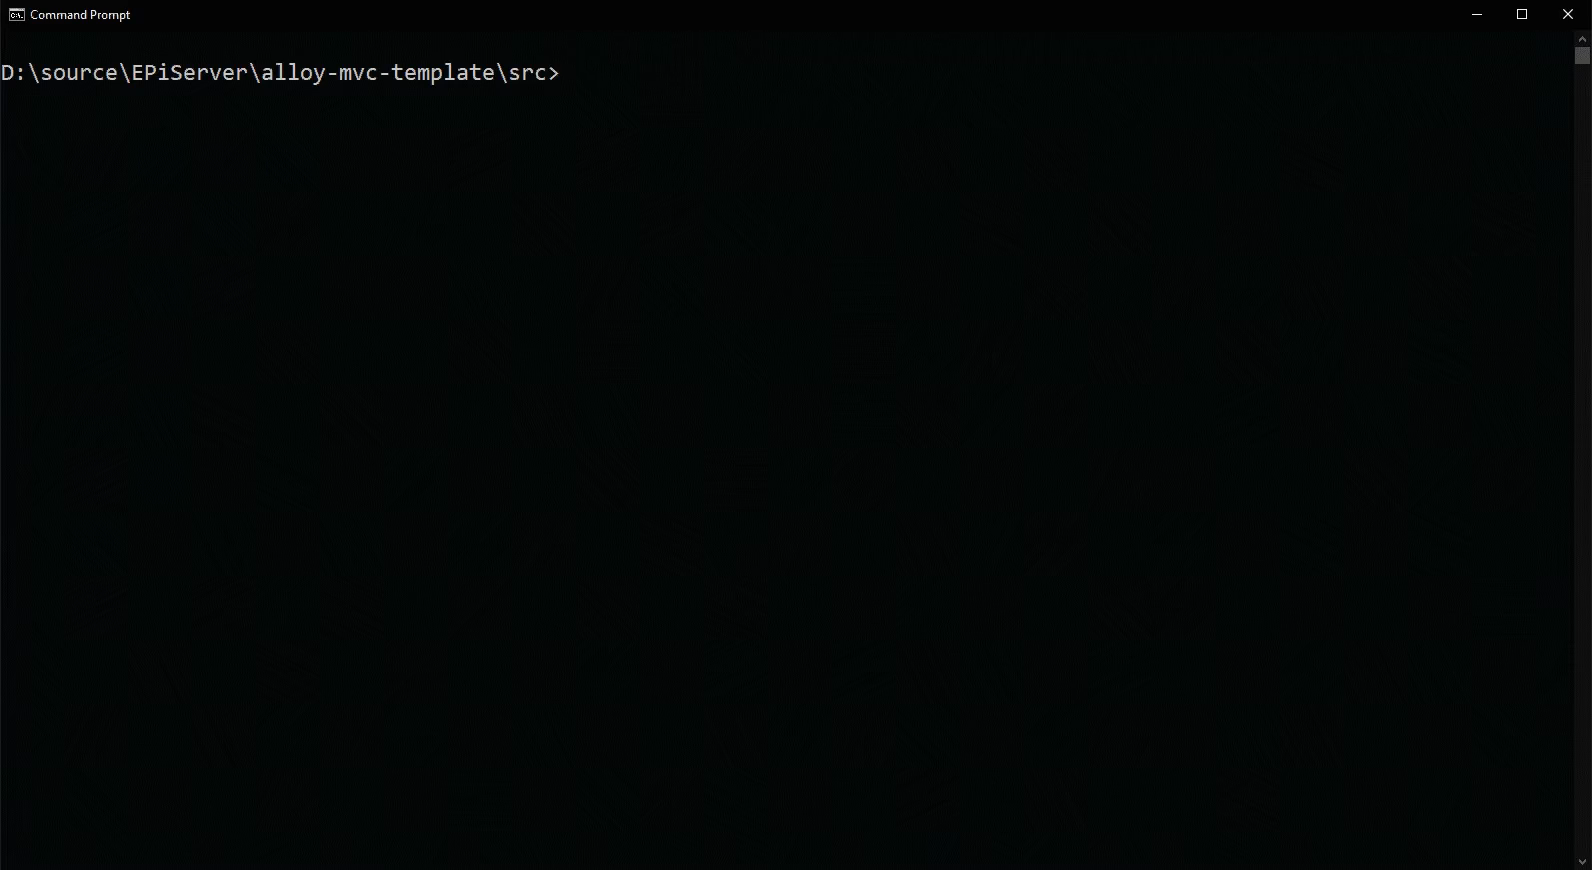 Command Prompt
D:\source\EPiServer\alloy-mvc-template\src>